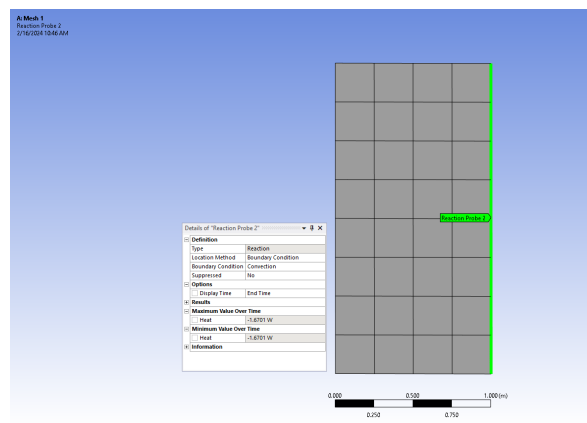 A: Mesh 1
Reaction Probe 2
2/16/2024 10:46 AM
Reaction Probe 2
Details of "Reaction Probe 2"
Definition
Type Reaction
Location Method Boundary Condition
Boundary Condition Convection
Suppressed No
Options
Display Time End Time
Results
Maximum Value Over Time
Heat -1.6701 W
Minimum Value Over Time
Heat -1.6701 W
Information
0.000 0.500 1.000 (m)
0.250 0.750